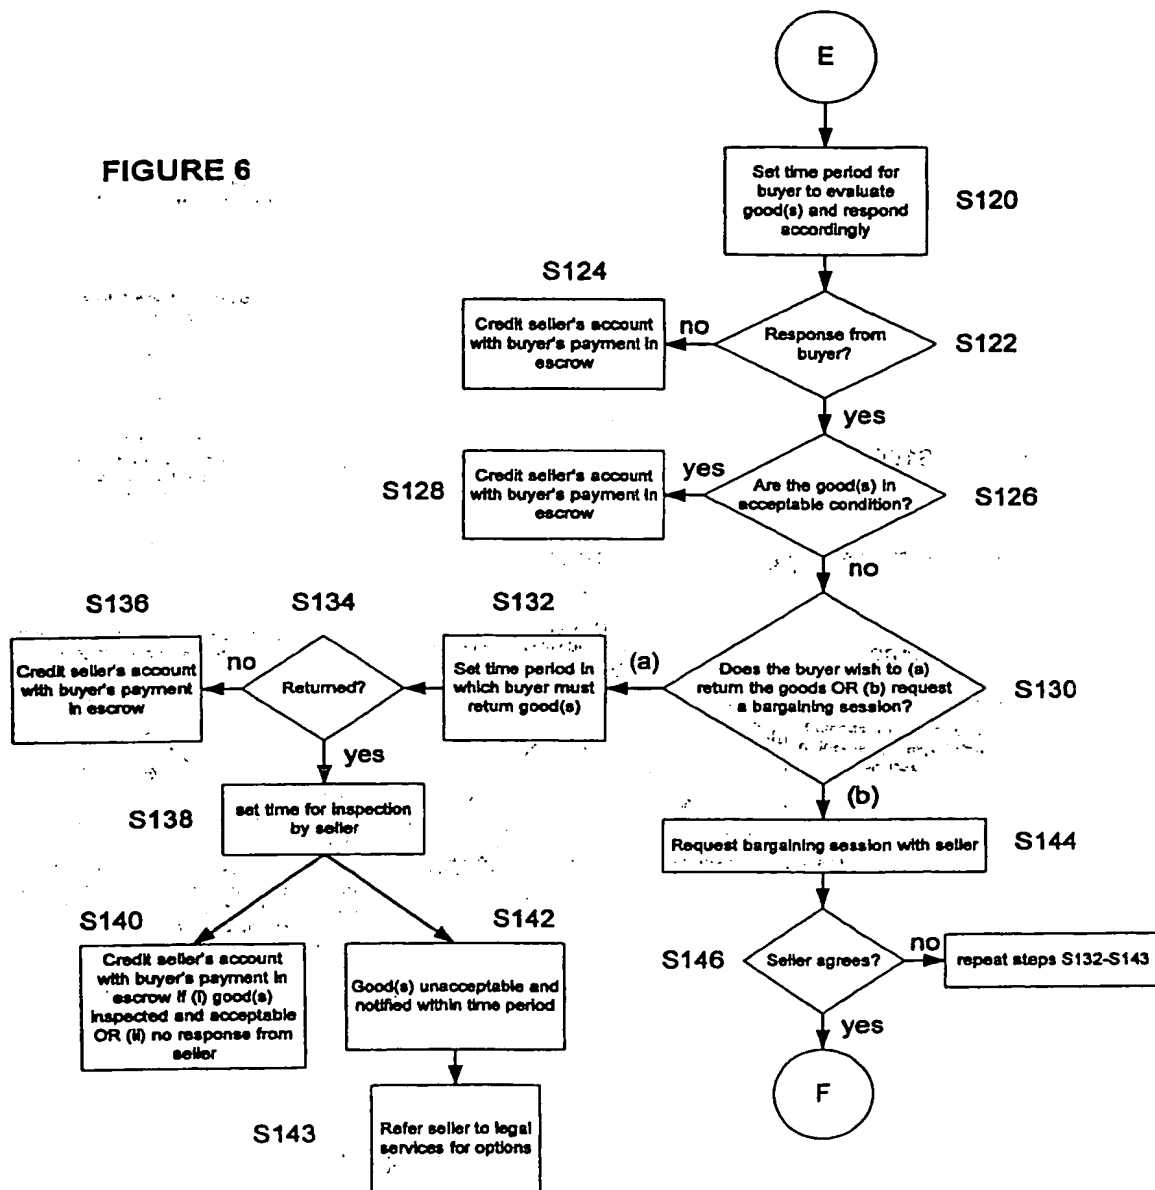 E
FIGURE 6
Set time period for
buyer to evaluate
good(s) and respond
accordingly
S120
S124
Credit seller's account
with buyer's payment in
escrow
no
Response from
buyer?
S122
yes
S128
Credit seller's account
with buyer's payment in
escrow
yes
Are the good(s) in
acceptable condition?
S126
no
S136
Credit seller's account
with buyer's payment
in escrow
no
S134
Returned?
S132
Set time period in
which buyer must
return good(s)
(a)
Does the buyer wish to (a)
return the goods OR (b) request
a bargaining session?
S130
yes
(b)
S138
set time for inspection
by seller
Request bargaining session with seller
S144
S140
Credit seller's account
with buyer's payment in
escrow if (i) good(s)
inspected and acceptable
OR (ii) no response from
seller
S142
Good(s) unacceptable and
notified within time period
S146
Seller agrees?
no
repeat steps S132-S143
yes
F
S143
Refer seller to legal
services for options